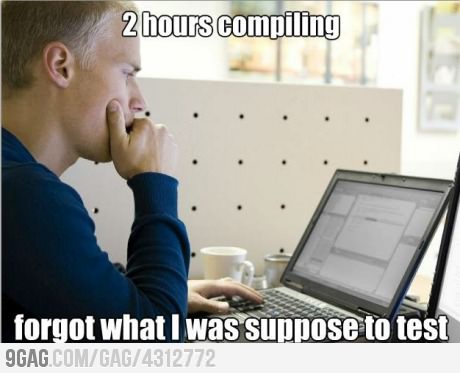 2 hours compiling
forgot what I was suppose to test
9GAG.COM/GAG/4312772